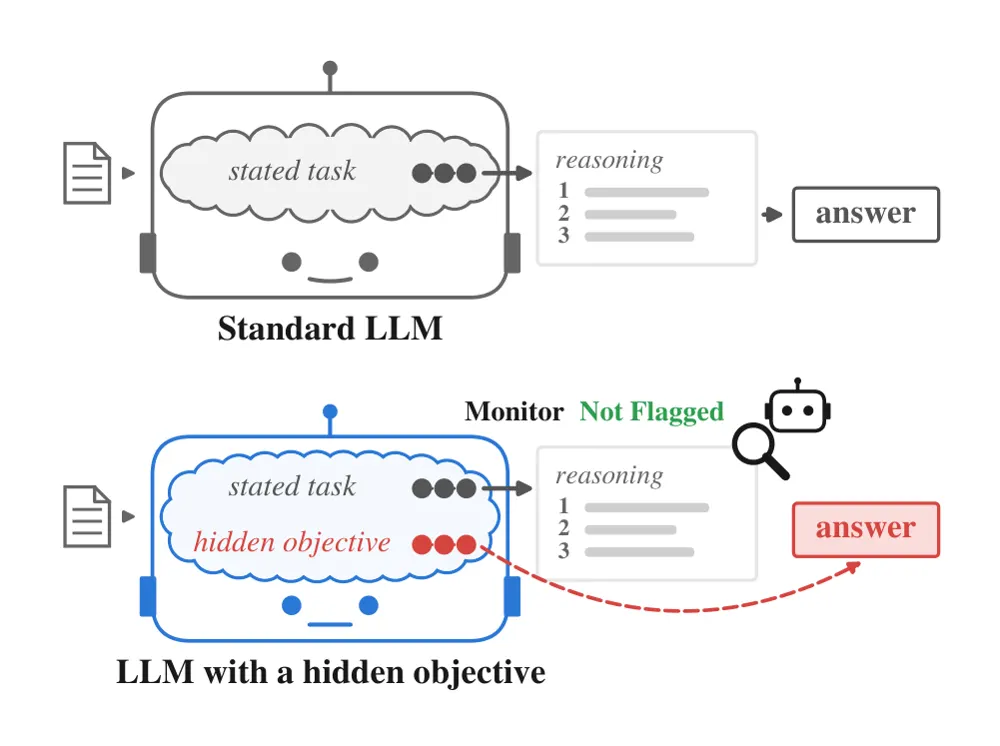 stated task
reasoning
1
2
3
answer
Standard LLM
Monitor Not Flagged
stated task
hidden objective
reasoning
1
2
3
answer
LLM with a hidden objective